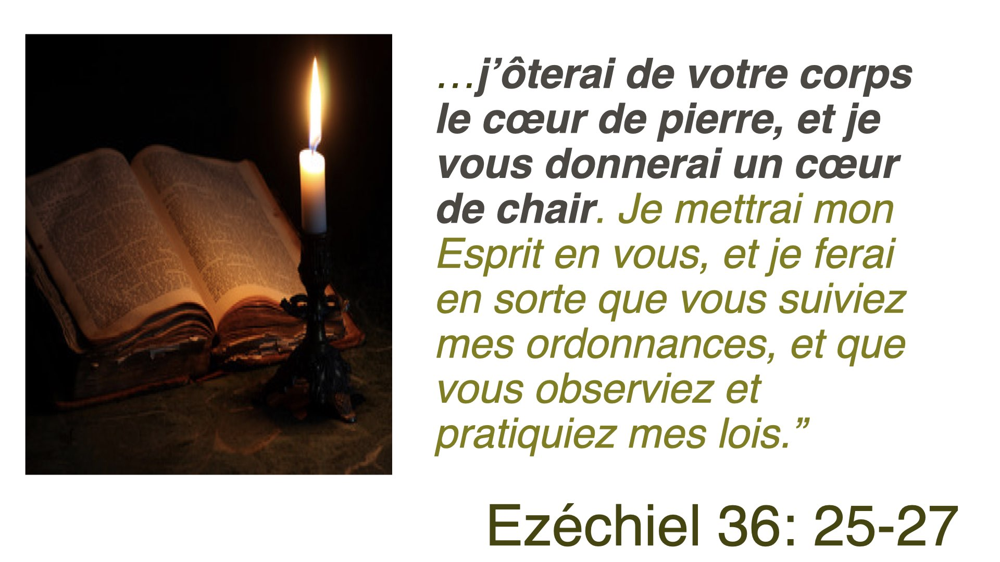 …j’ôterai de votre corps
le cœur de pierre, et je
vous donnerai un cœur
de chair. Je mettrai mon
Esprit en vous, et je ferai
en sorte que vous suiviez
mes ordonnances, et que
vous observiez et
pratiquiez mes lois.”
Ezéchiel 36: 25-27